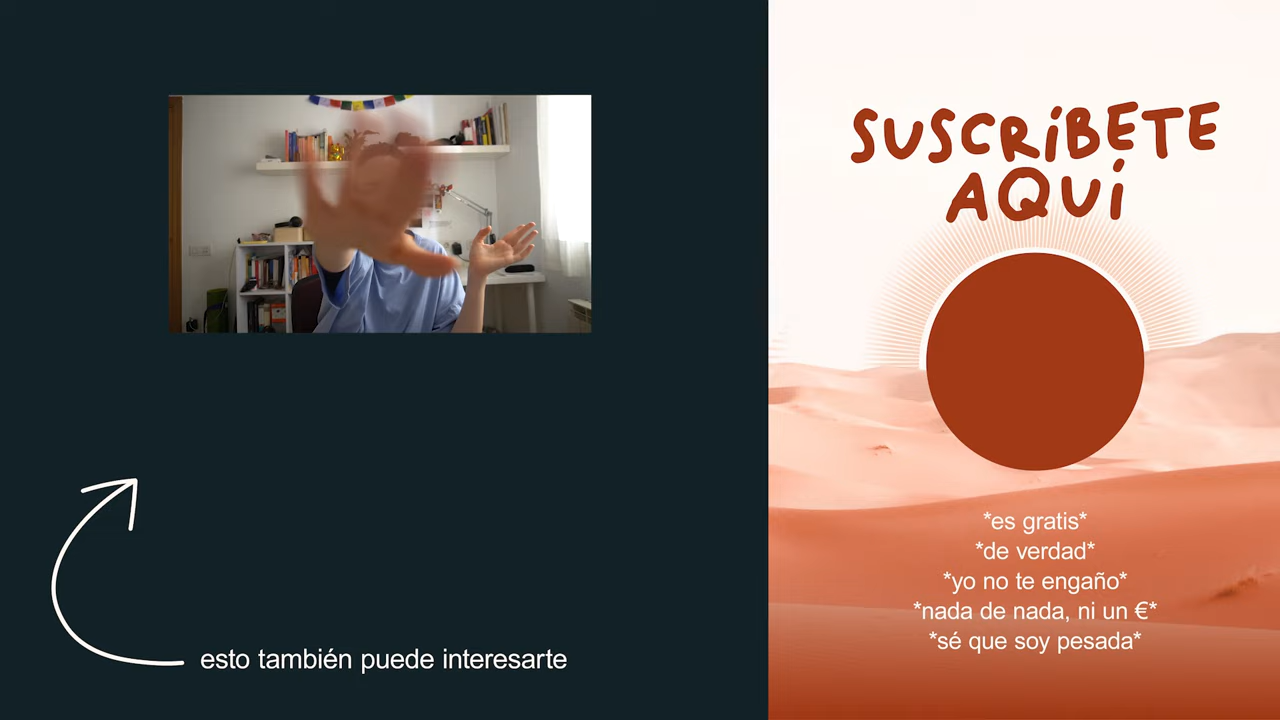 SUSCRÍBETE
AQUÍ
*es gratis*
*de verdad*
*yo no te engaño*
*nada de nada, ni un €*
*sé que soy pesada*
esto también puede interesarte